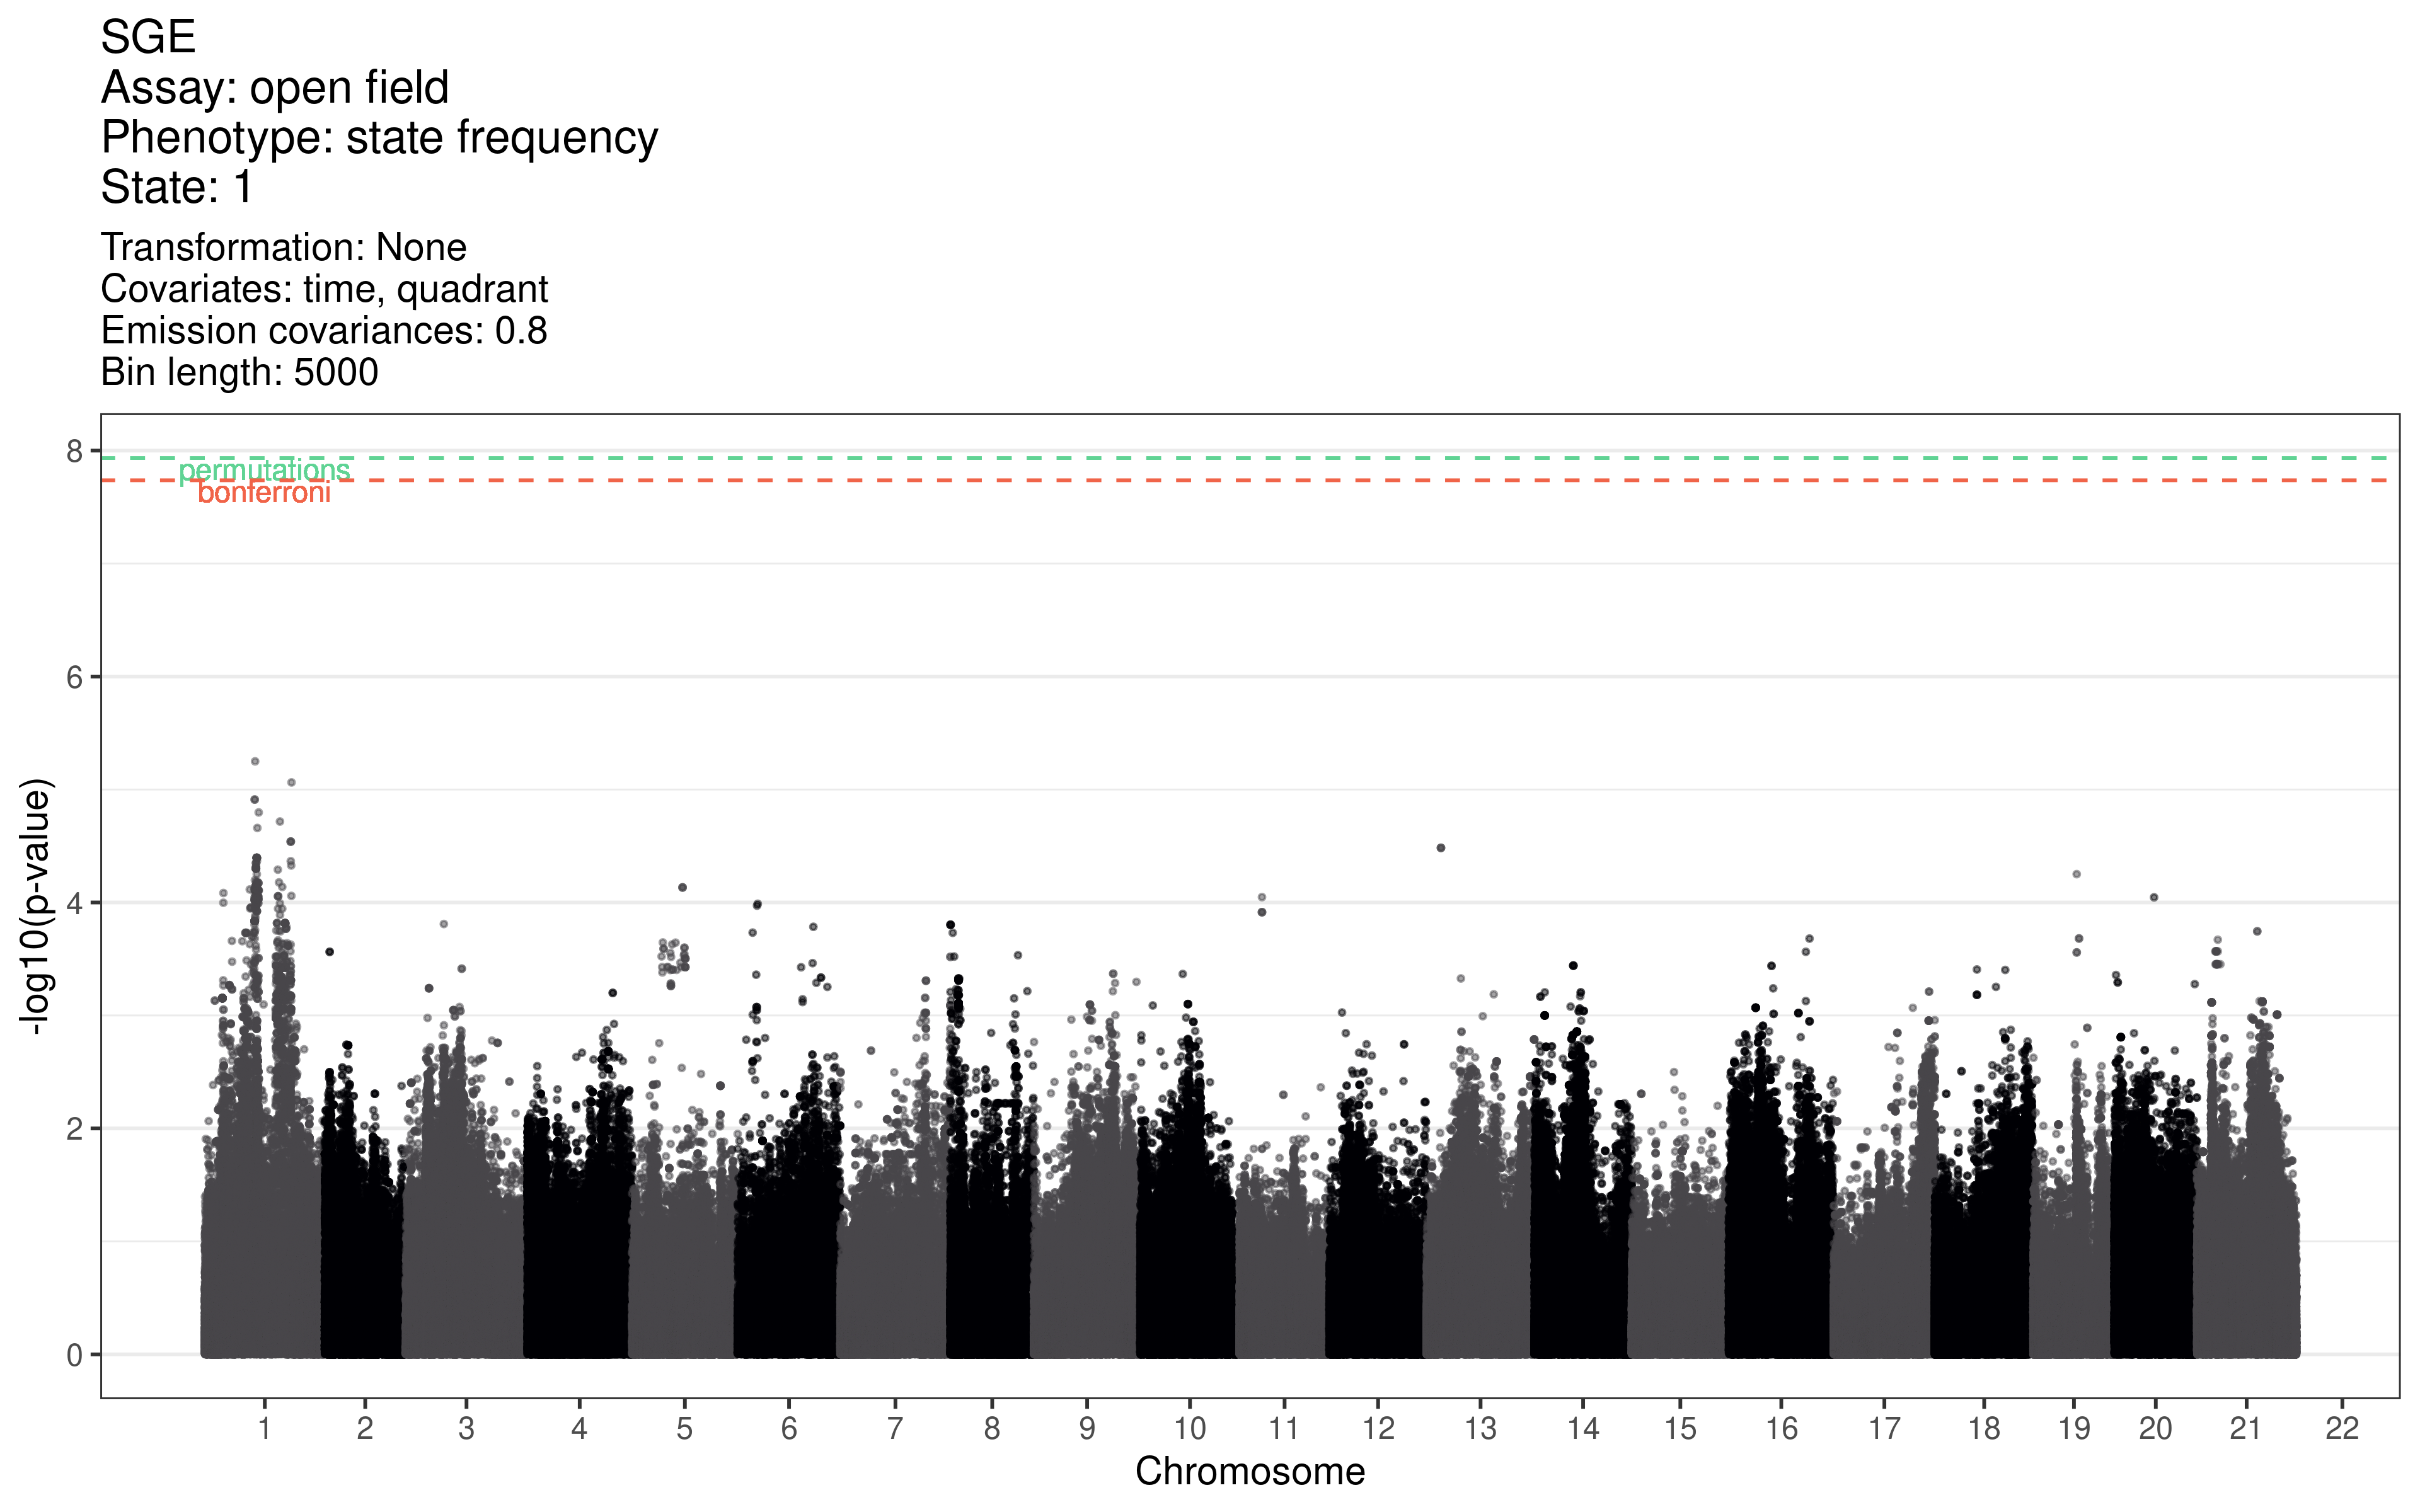 SGE
Assay: open field
Phenotype: state frequency
State: 1
Transformation: None
Covariates: time, quadrant
Emission covariances: 0.8
Bin length: 5000
8
permutations
bonferroni
6
4
2
0
-log10(p-value)
1 2 3 4 5 6 7 8 9 10 11 12 13 14 15 16 17 18 19 20 21 22
Chromosome